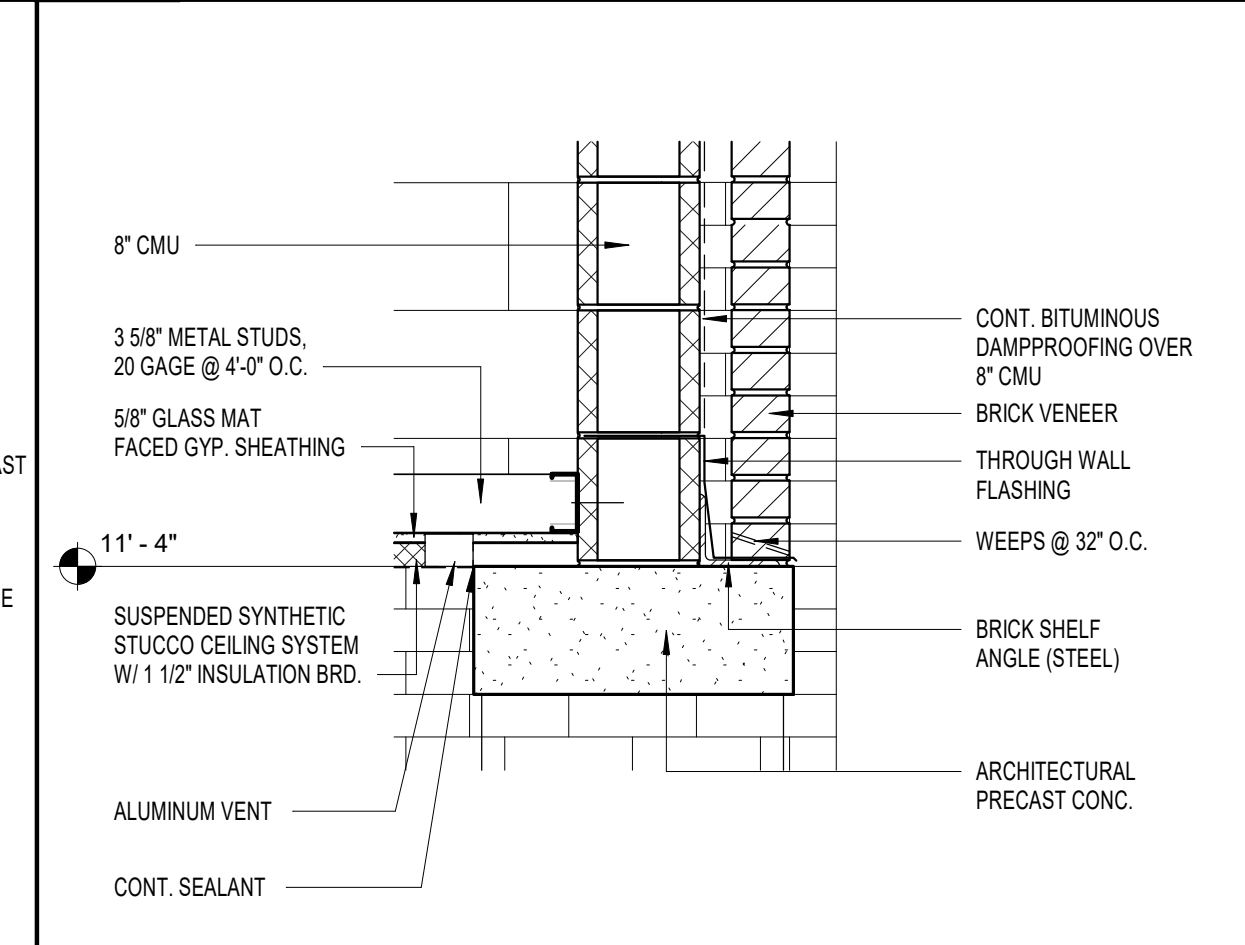 8" CMU
3 5/8" METAL STUDS,
20 GAGE @ 4'-0" O.C.
5/8" GLASS MAT
FACED GYP. SHEATHING
AST
11' - 4"
E
SUSPENDED SYNTHETIC
STUCCO CEILING SYSTEM
W/ 1 1/2" INSULATION BRD.
ALUMINUM VENT
CONT. SEALANT
CONT. BITUMINOUS
DAMPPROOFING OVER
8" CMU
BRICK VENEER
THROUGH WALL
FLASHING
WEEPS @ 32" O.C.
BRICK SHELF
ANGLE (STEEL)
ARCHITECTURAL
PRECAST CONC.